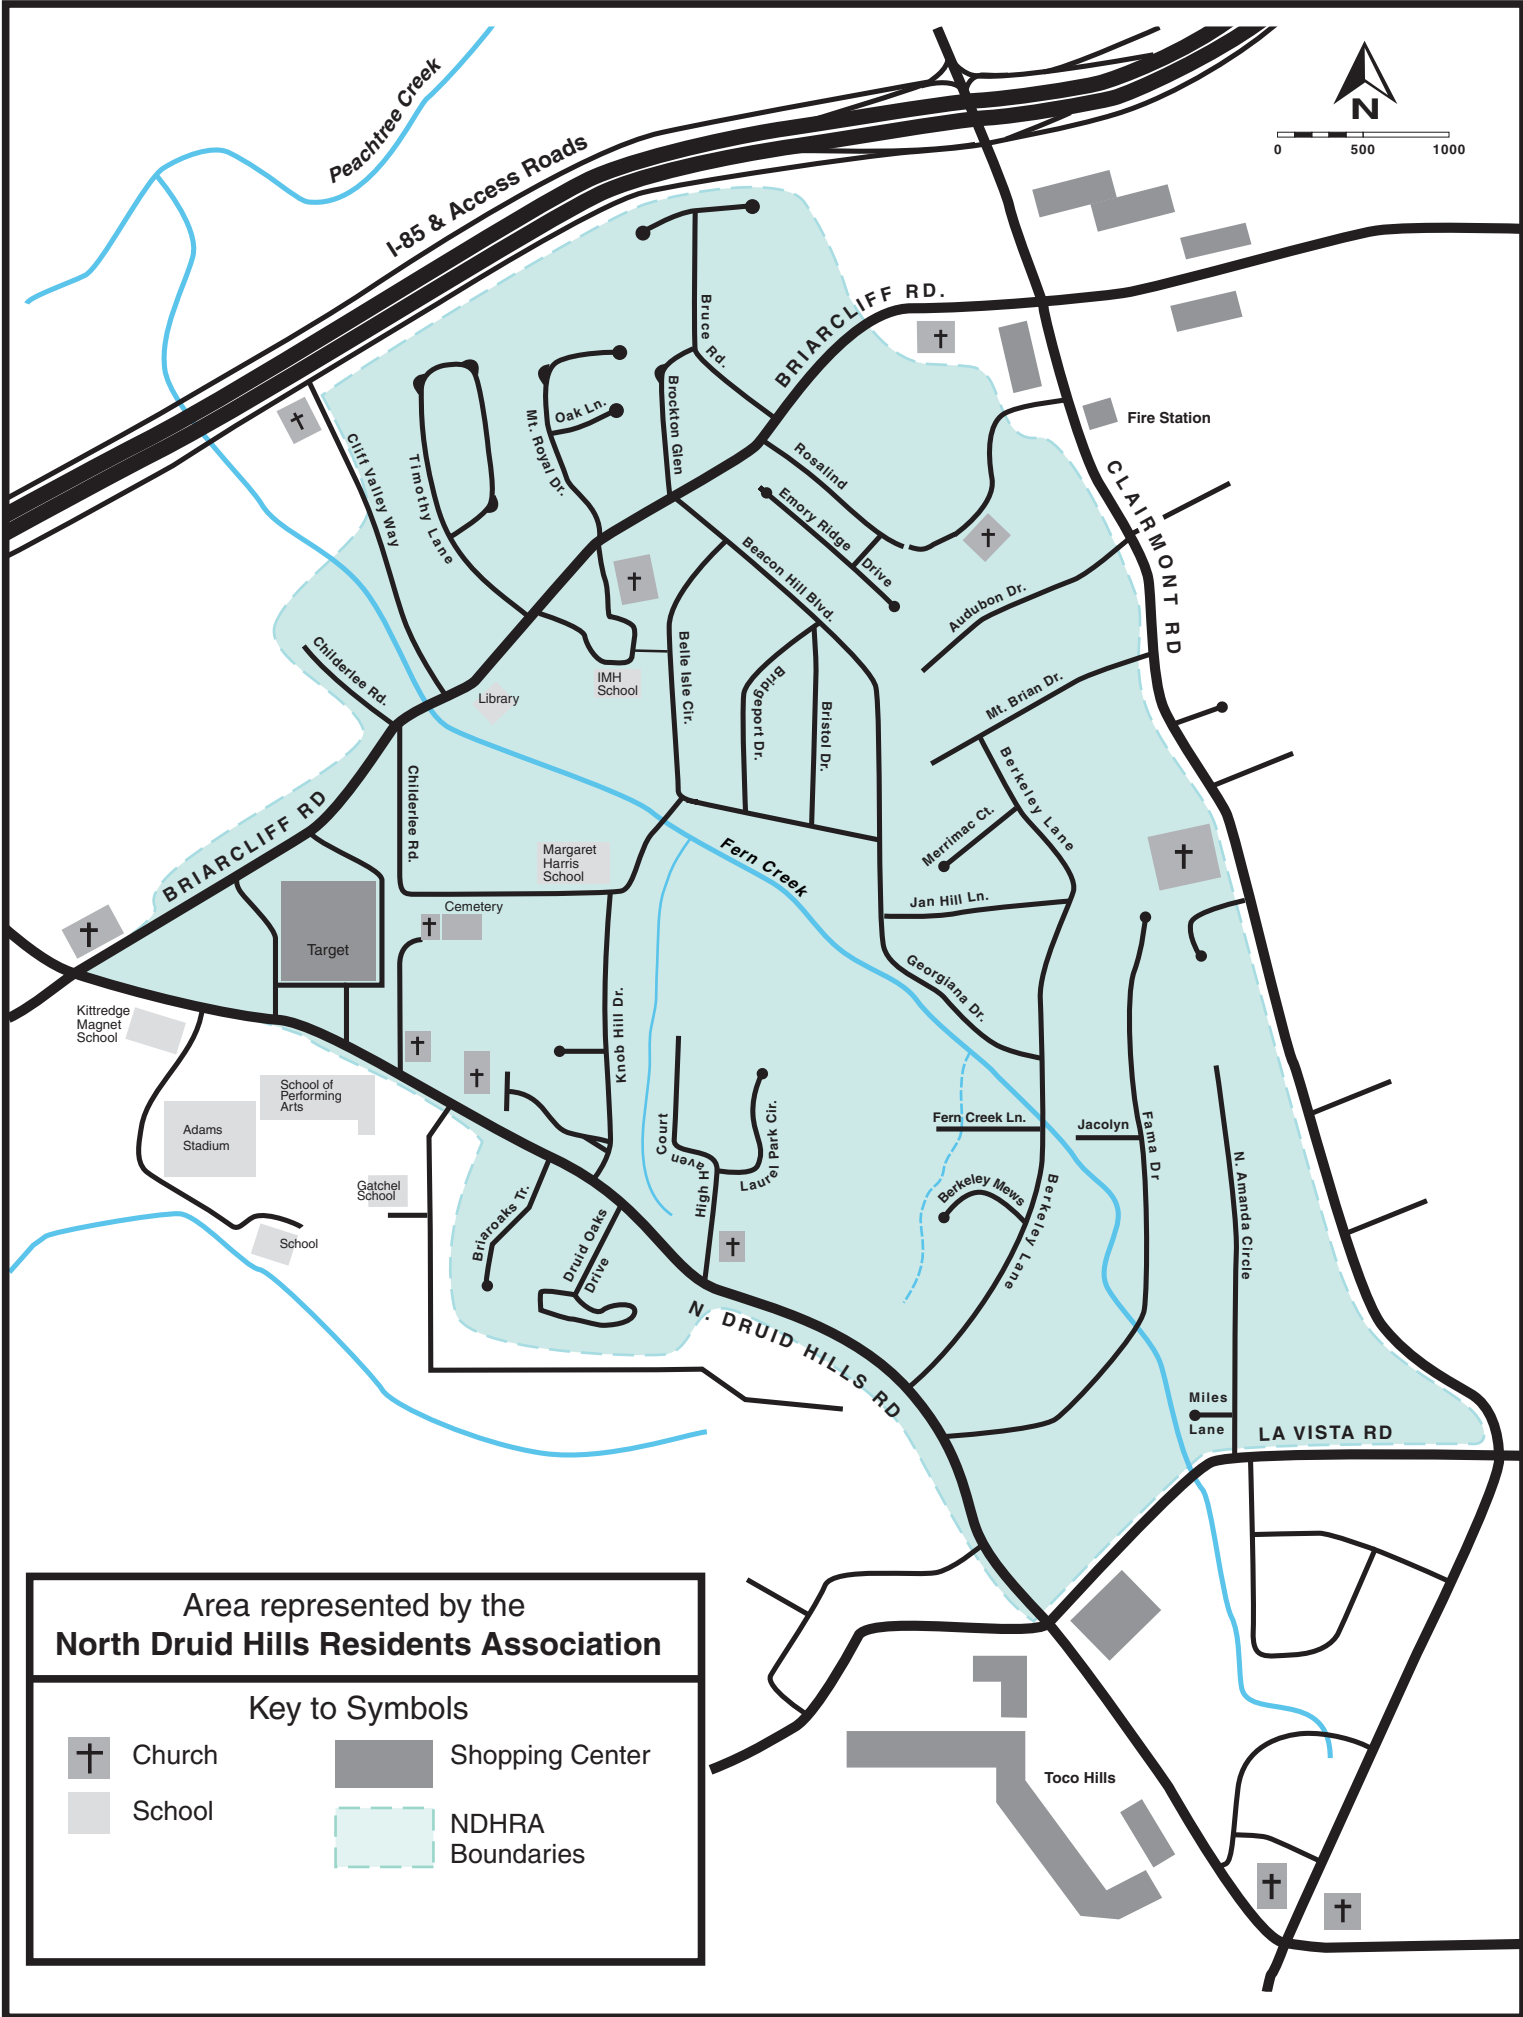 Peachtree Creek
I-85 & Access Roads
N
0 500 1000
Bruce Rd.
BRIARCLIFF RD.
Fire Station
Cliff Valley Way
Timothy Lane
Mt. Royal Dr.
Oak Ln.
Brockton Glen
Rosalind
Emory Ridge
Drive
CLAIRMONT RD
Beacon Hill Blvd.
Audubon Dr.
Childerlee Rd.
Library
IMH
School
Belle Isle Cir.
Bridgeport Dr.
Bristol Dr.
Mt. Brian Dr.
Berkeley Lane
Merrimac Ct.
BRIARCLIFF RD
Childerlee Rd.
Margaret
Harris
School
Fern Creek
Jan Hill Ln.
Cemetery
Target
Georgiana Dr.
Kittredge
Magnet
School
Knob Hill Dr.
School of
Performing
Arts
Adams
Stadium
Gatchel
School
School
Court
High Haven
Laurel Park Cir.
Fern Creek Ln.
Jacolyn
Fama Dr
N. Amanda Circle
Berkeley Mews
Berkeley Lane
Briaroaks Tr.
Druid Oaks
Drive
N. DRUID HILLS RD
Miles
Lane
LA VISTA RD
Toco Hills
Area represented by the
North Druid Hills Residents Association
Key to Symbols
Church
Shopping Center
School
NDHRA
Boundaries